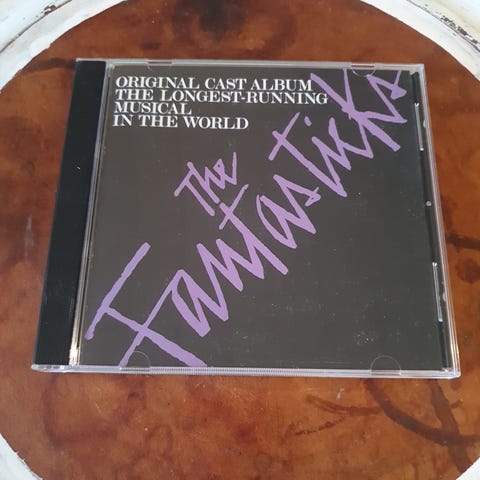 ORIGINAL CAST ALBUM
THE LONGEST-RUNNING
MUSICAL
IN THE WORLD
The
Fantasticks